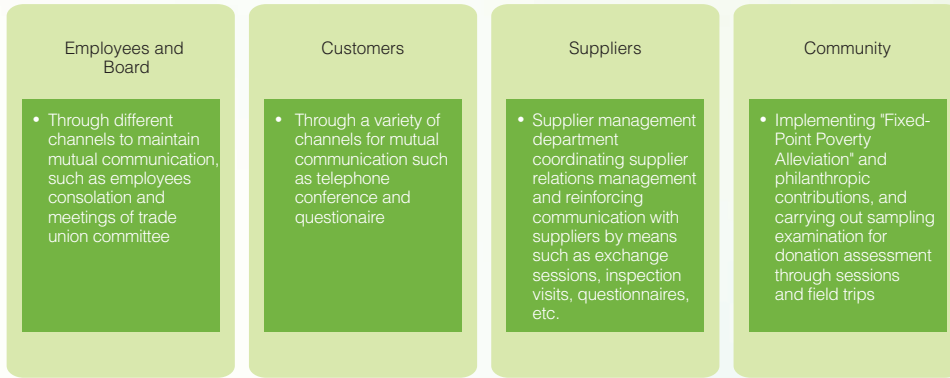 Employees and
Board
• Through different
channels to maintain
mutual communication,
such as employees
consolation and
meetings of trade
union committee
Customers
• Through a variety of
channels for mutual
communication such
as telephone
conference and
questionaire
Suppliers
• Supplier management
department
coordinating supplier
relations management
and reinforcing
communication with
suppliers by means
such as exchange
sessions, inspection
visits, questionnaires,
etc.
Community
• Implementing "Fixed-
Point Poverty
Alleviation" and
philanthropic
contributions, and
carrying out sampling
examination for
donation assessment
through sessions
and field trips